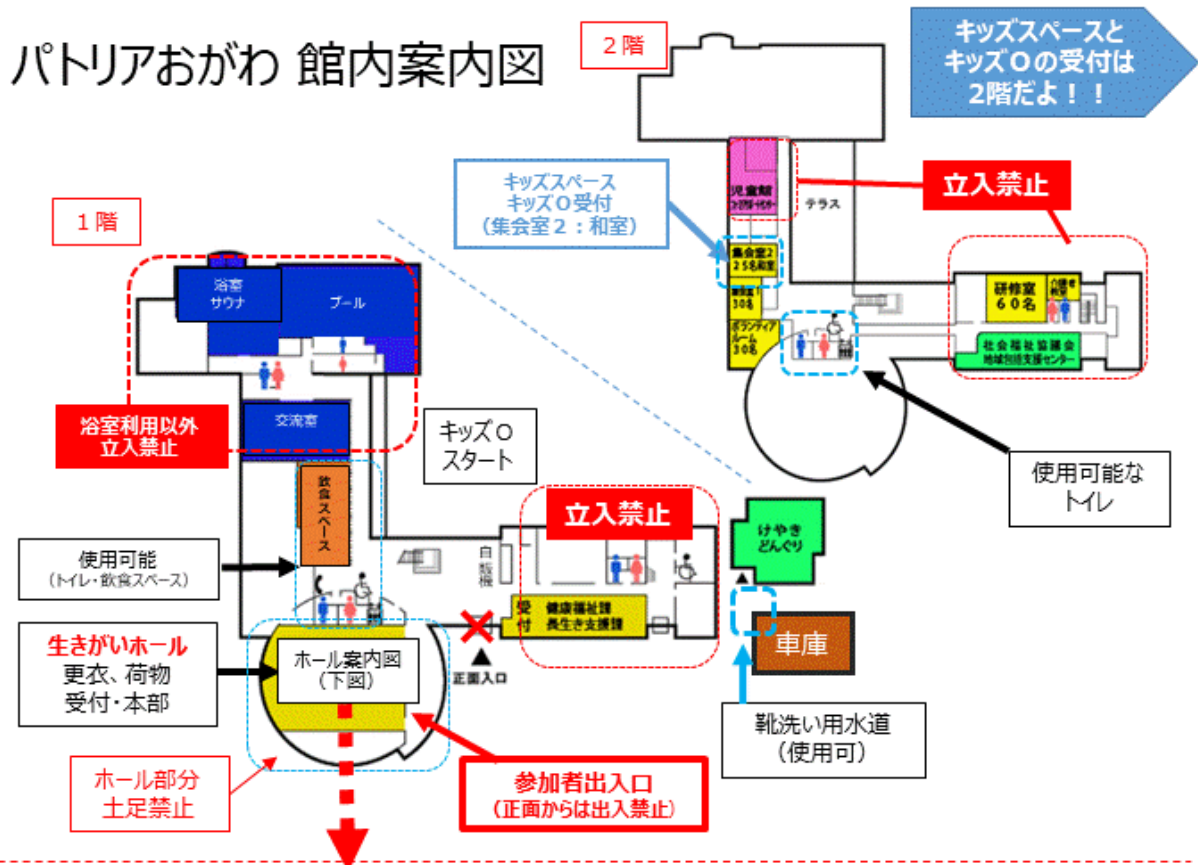 パトリアおがわ 館内案内図
2階
キッズスペースと
キッズOの受付は
2階だよ！！
キッズスペース
キッズO受付
（集会室2：和室）
児童館
立入禁止
テラス
集会室2
25名和室
30名
ボランティア
ルーム
30名
研修室
60名
社会福祉協議会
地域包括支援センター
使用可能な
トイレ
1階
浴室
サウナ
プール
浴室利用以外
立入禁止
交流室
キッズO
スタート
飲食スペース
使用可能
（トイレ・飲食スペース）
自販機
立入禁止
受付
健康福祉課
長生き支援課
けやき
どんぐり
車庫
生きがいホール
更衣、荷物
受付・本部
ホール案内図
（下図）
正面入口
靴洗い用水道
（使用可）
ホール部分
土足禁止
参加者出入口
（正面からは出入禁止）